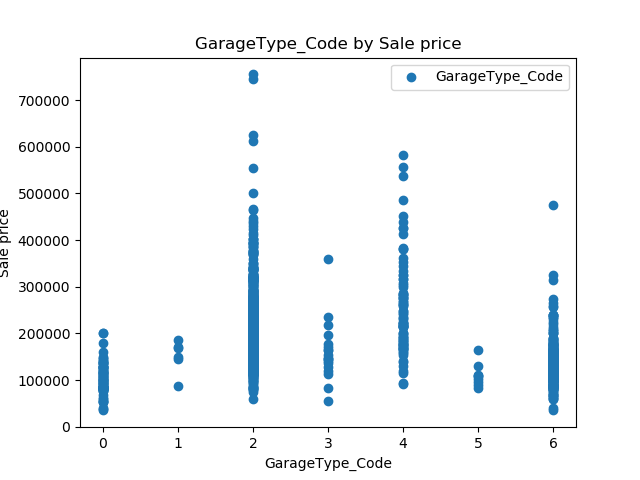 GarageType_Code by Sale price
GarageType_Code
700000
600000
500000
400000
300000
200000
100000
0
Sale price
0 1 2 3 4 5 6
GarageType_Code